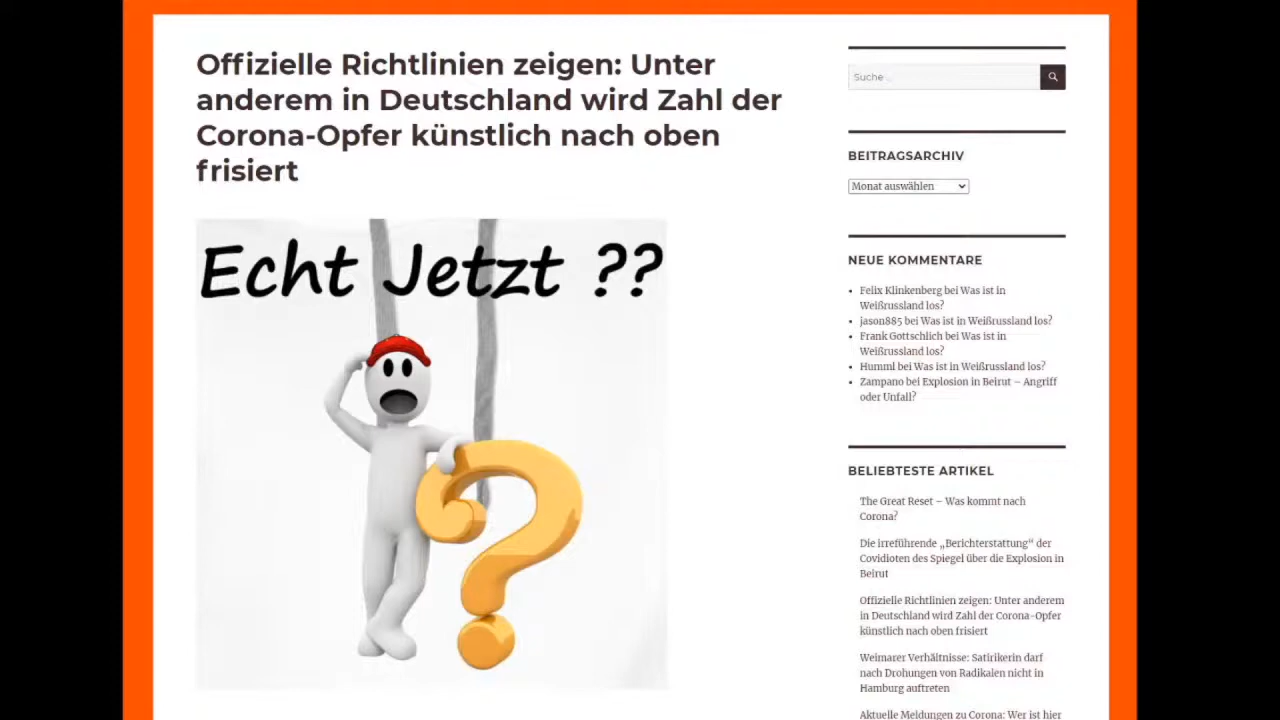 Offizielle Richtlinien zeigen: Unter
anderem in Deutschland wird Zahl der
Corona-Opfer künstlich nach oben
frisiert
Echt Jetzt ??
Suche …
BEITRAGSARCHIV
Monat auswählen
NEUE KOMMENTARE
Felix Klinkenberg bei Was ist in
Weißrussland los?
jason885 bei Was ist in Weißrussland los?
Frank Gottschlich bei Was ist in
Weißrussland los?
Humml bei Was ist in Weißrussland los?
Zampano bei Explosion in Beirut – Angriff
oder Unfall?
BELIEBTESTE ARTIKEL
The Great Reset – Was kommt nach
Corona?
Die irreführende „Berichterstattung“ der
Covidioten des Spiegel über die Explosion in
Beirut
Offizielle Richtlinien zeigen: Unter anderem
in Deutschland wird Zahl der Corona-Opfer
künstlich nach oben frisiert
Weimarer Verhältnisse: Satirikerin darf
nach Drohungen von Radikalen nicht in
Hamburg auftreten
Aktuelle Meldungen zu Corona: Wer ist hier